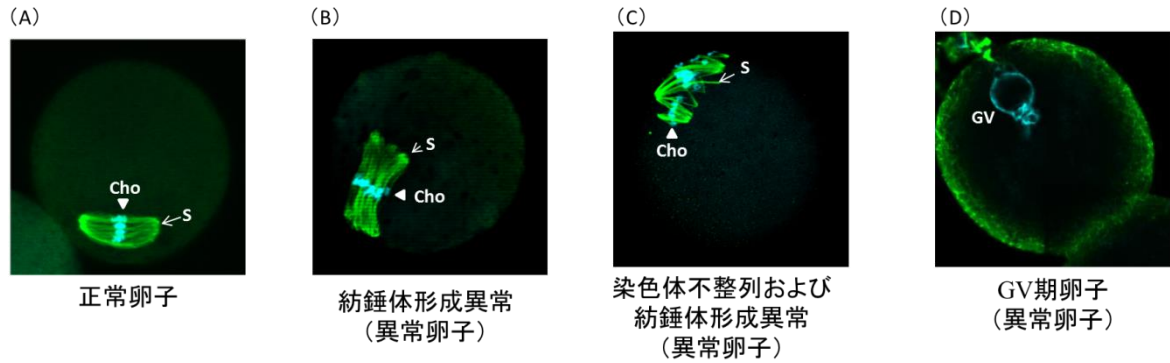 (A)
Cho
S
正常卵子
(B)
S
Cho
紡錘体形成異常
(異常卵子)
(C)
S
Cho
染色体不整列および
紡錘体形成異常
(異常卵子)
(D)
GV
GV期卵子
(異常卵子)